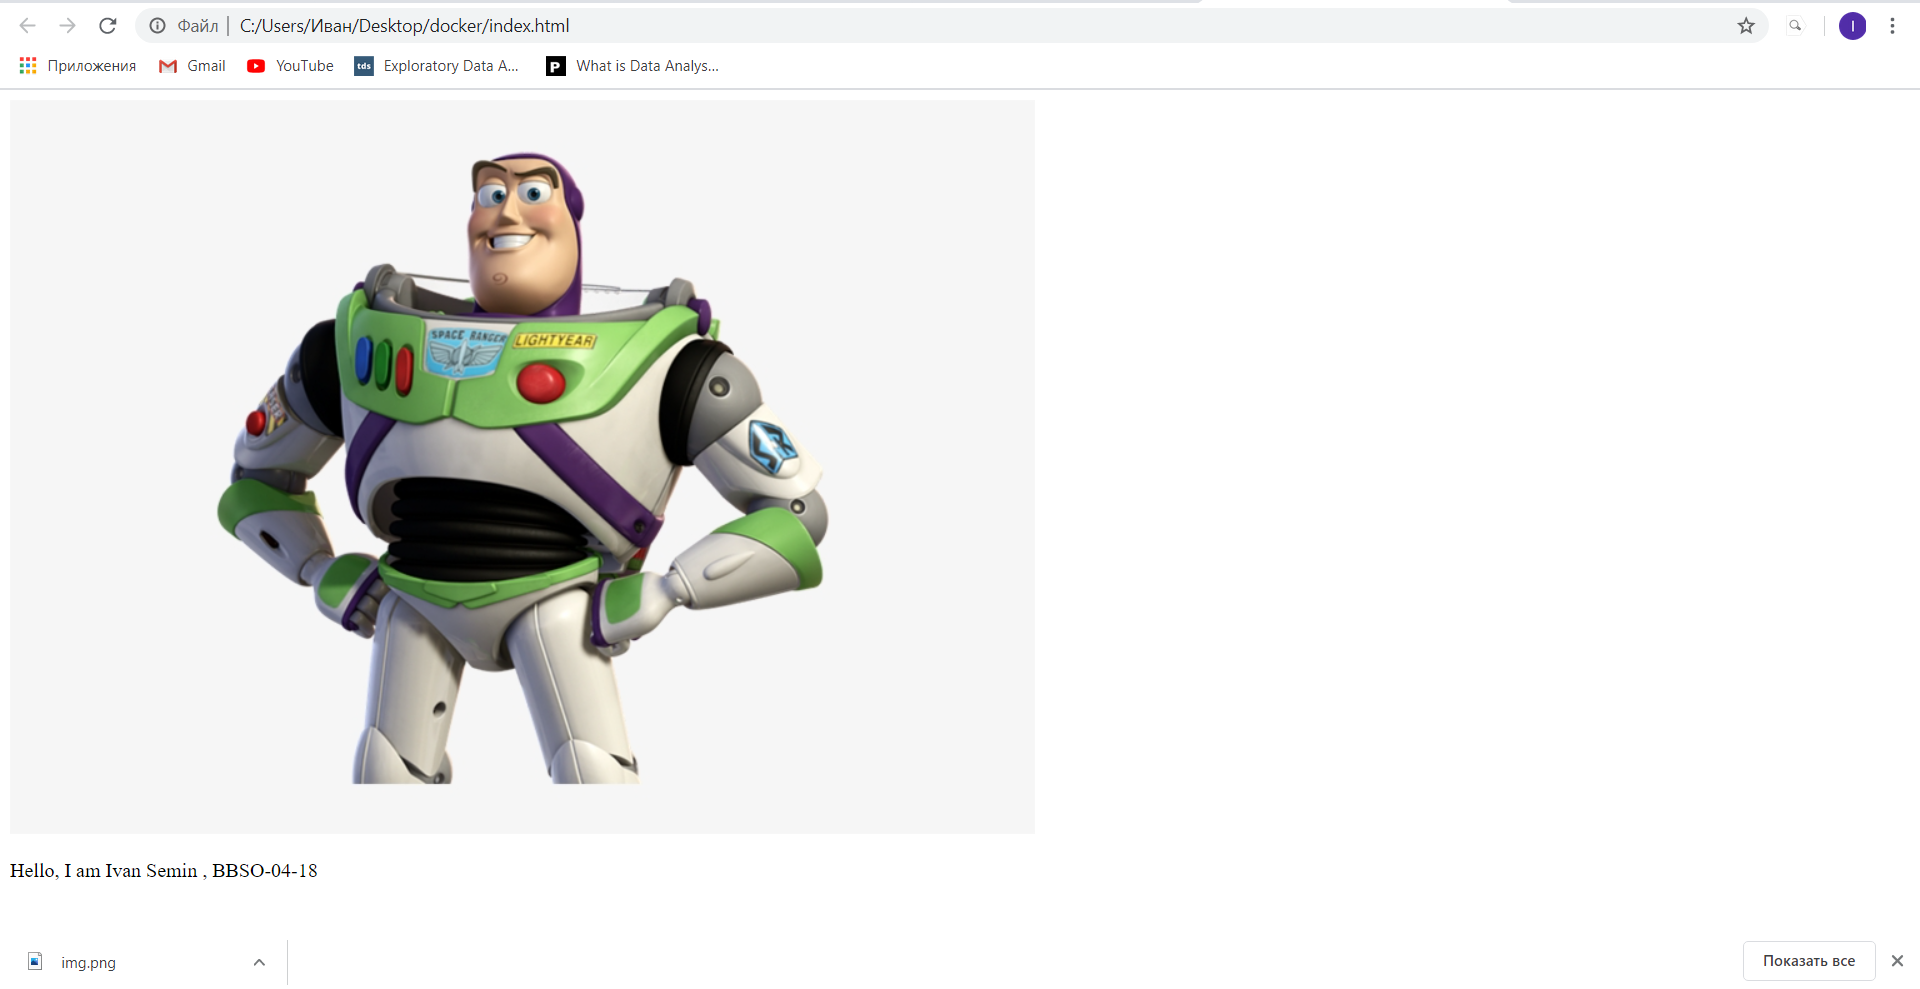 Файл | C:/Users/Иван/Desktop/docker/index.html
I
Приложения Gmail YouTube tds Exploratory Data A... P What is Data Analys...
SPACE RANGER LIGHTYEAR
Hello, I am Ivan Semin , BBSO-04-18
img.png Показать все